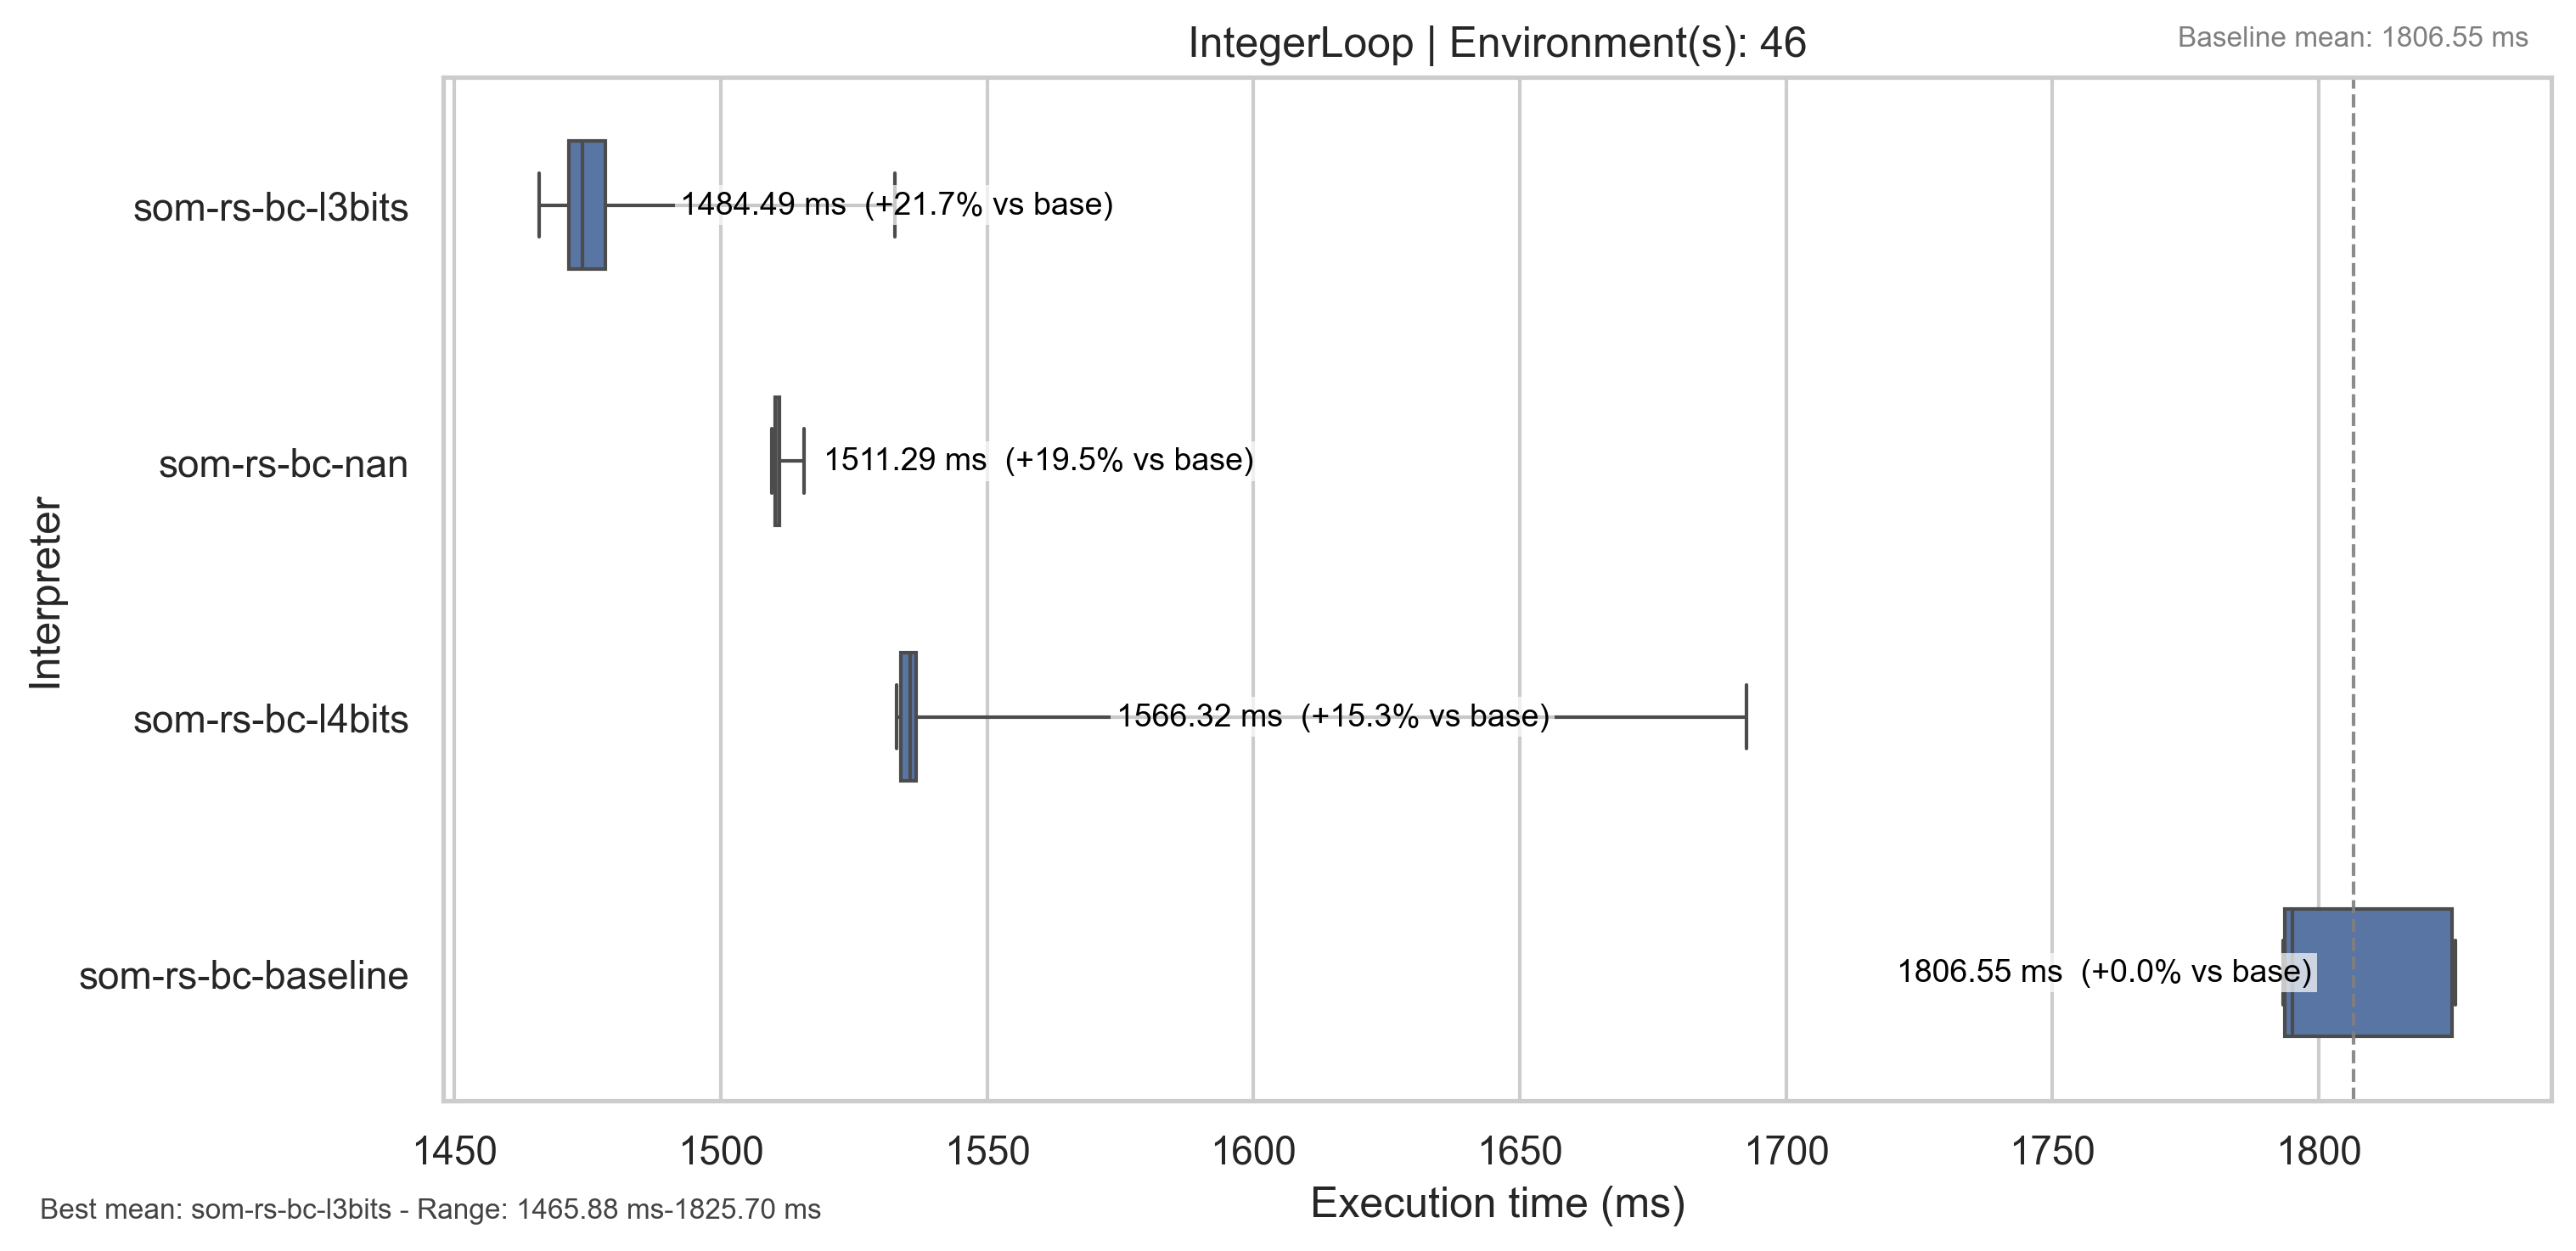 IntegerLoop | Environment(s): 46
Baseline mean: 1806.55 ms
Interpreter
som-rs-bc-l3bits
1484.49 ms (+21.7% vs base)
som-rs-bc-nan
1511.29 ms (+19.5% vs base)
som-rs-bc-l4bits
1566.32 ms (+15.3% vs base)
som-rs-bc-baseline
1806.55 ms (+0.0% vs base)
1450 1500 1550 1600 1650 1700 1750 1800
Execution time (ms)
Best mean: som-rs-bc-l3bits - Range: 1465.88 ms-1825.70 ms